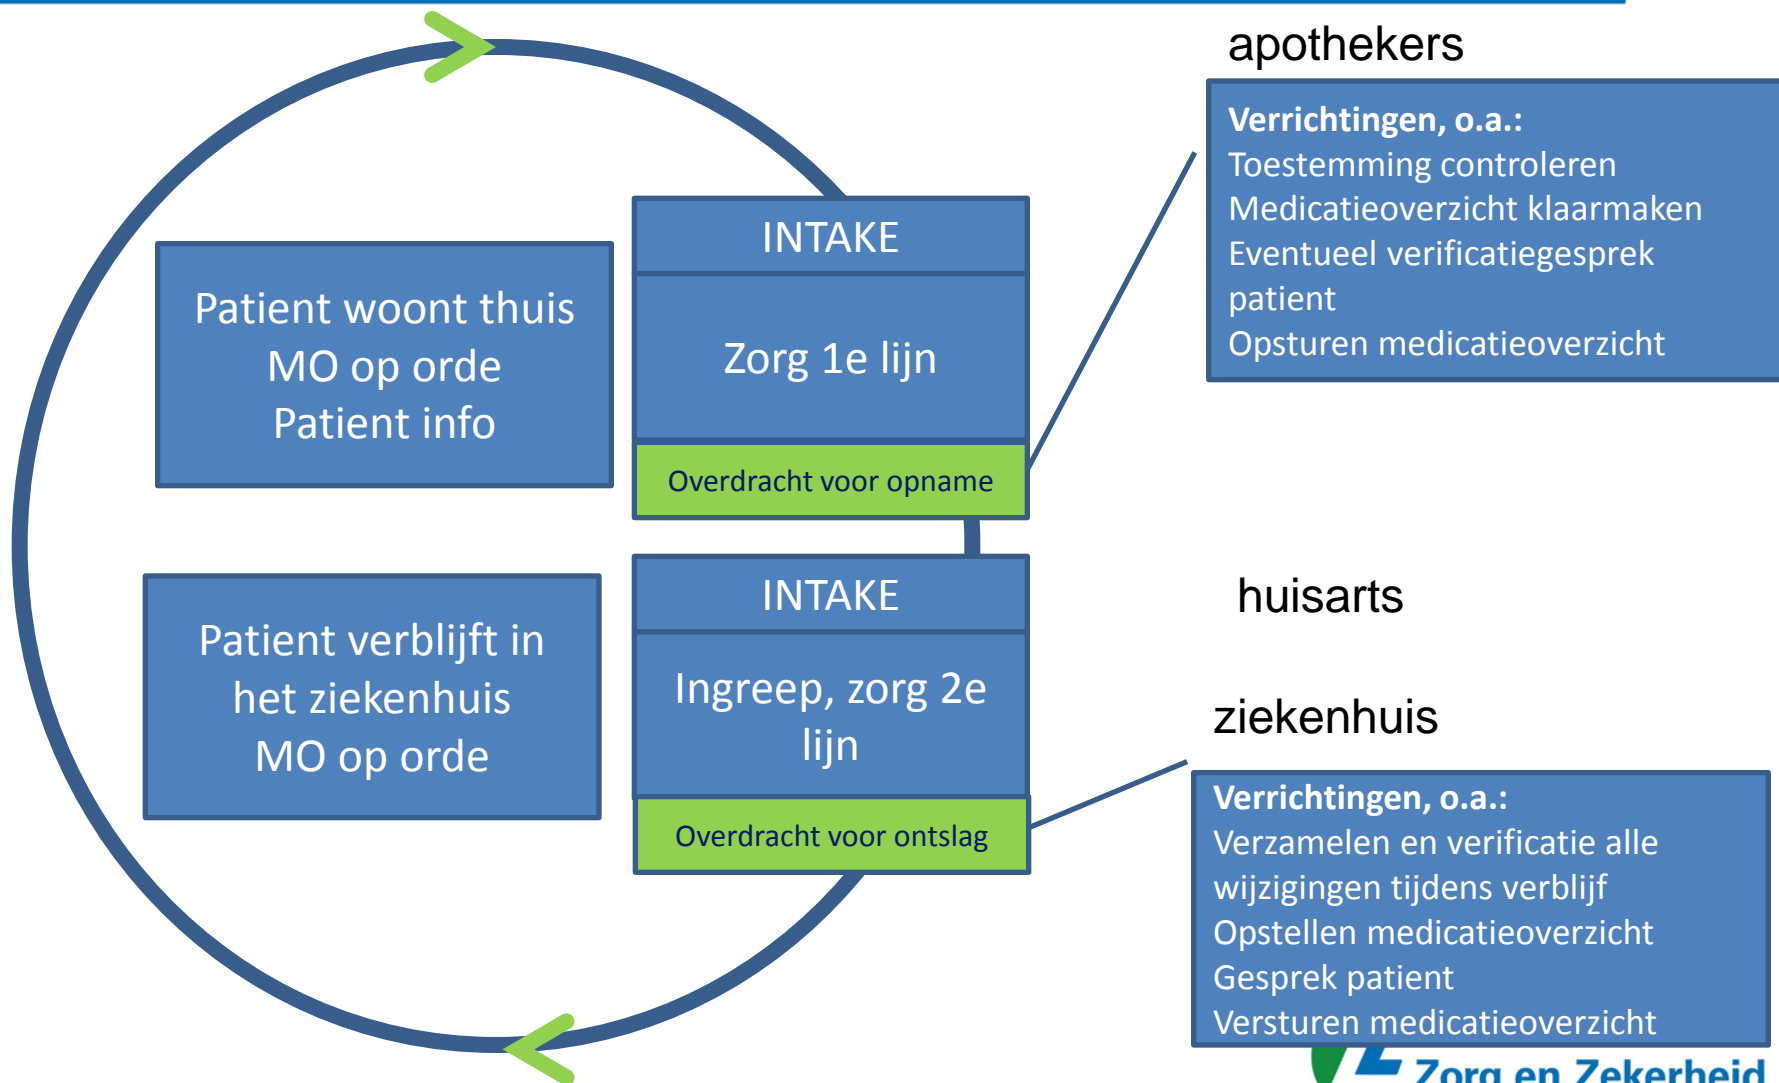 Patient woont thuis
MO op orde
Patient info
INTAKE
Zorg 1e lijn
Overdracht voor opname
apothekers
Verrichtingen, o.a.:
Toestemming controleren
Medicatieoverzicht klaarmaken
Eventueel verificatiegesprek
patient
Opsturen medicatieoverzicht
Patient verblijft in
het ziekenhuis
MO op orde
INTAKE
Ingreep, zorg 2e
lijn
Overdracht voor ontslag
huisarts
ziekenhuis
Verrichtingen, o.a.:
Verzamelen en verificatie alle
wijzigingen tijdens verblijf
Opstellen medicatieoverzicht
Gesprek patient
Versturen medicatieoverzicht
Zorg en Zekerheid